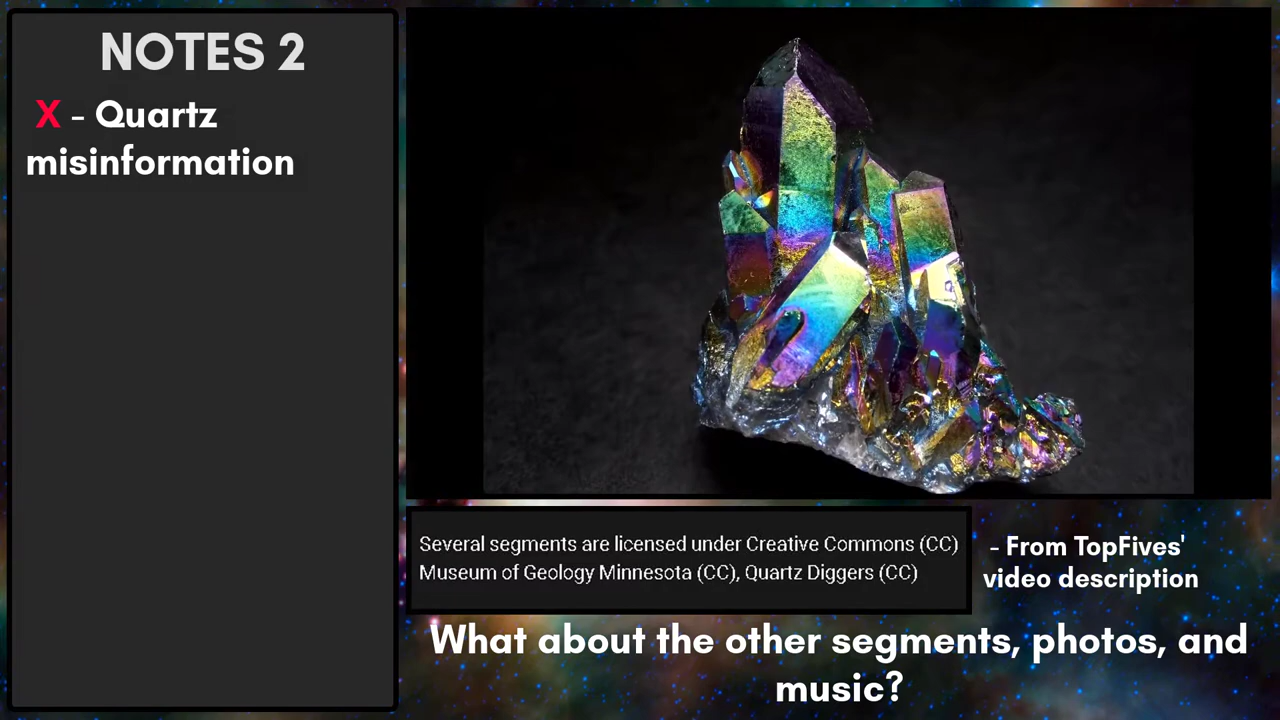 NOTES 2
X - Quartz
misinformation
Several segments are licensed under Creative Commons (CC)
Museum of Geology Minnesota (CC), Quartz Diggers (CC)
- From TopFives'
video description
What about the other segments, photos, and
music?